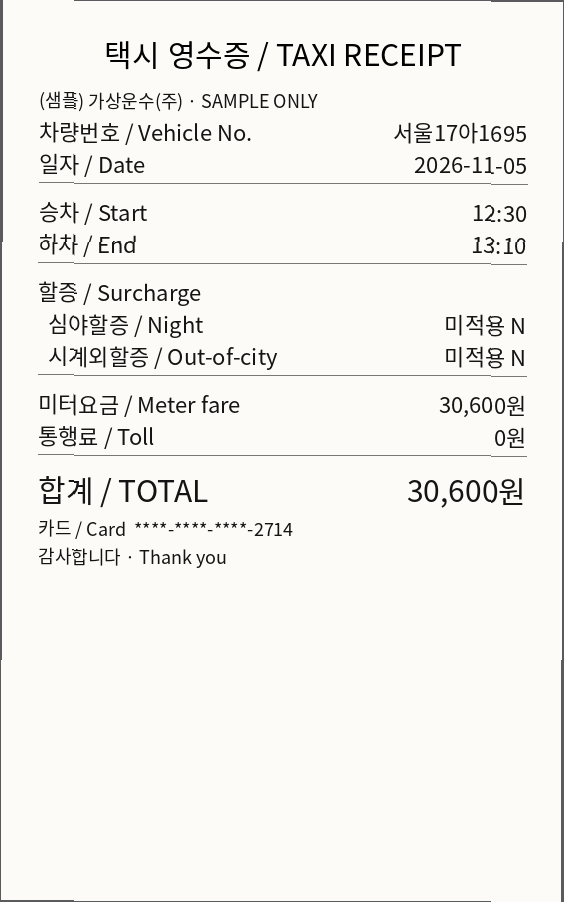 택시 영수증 / TAXI RECEIPT
(샘플) 가상운수(주) · SAMPLE ONLY
차량번호 / Vehicle No. 서울17아1695
일자 / Date 2026-11-05
승차 / Start 12:30
하차 / End 13:10
할증 / Surcharge
심야할증 / Night 미적용 N
시계외할증 / Out-of-city 미적용 N
미터요금 / Meter fare 30,600원
통행료 / Toll 0원
합계 / TOTAL 30,600원
카드 / Card ****-****-****-2714
감사합니다 · Thank you